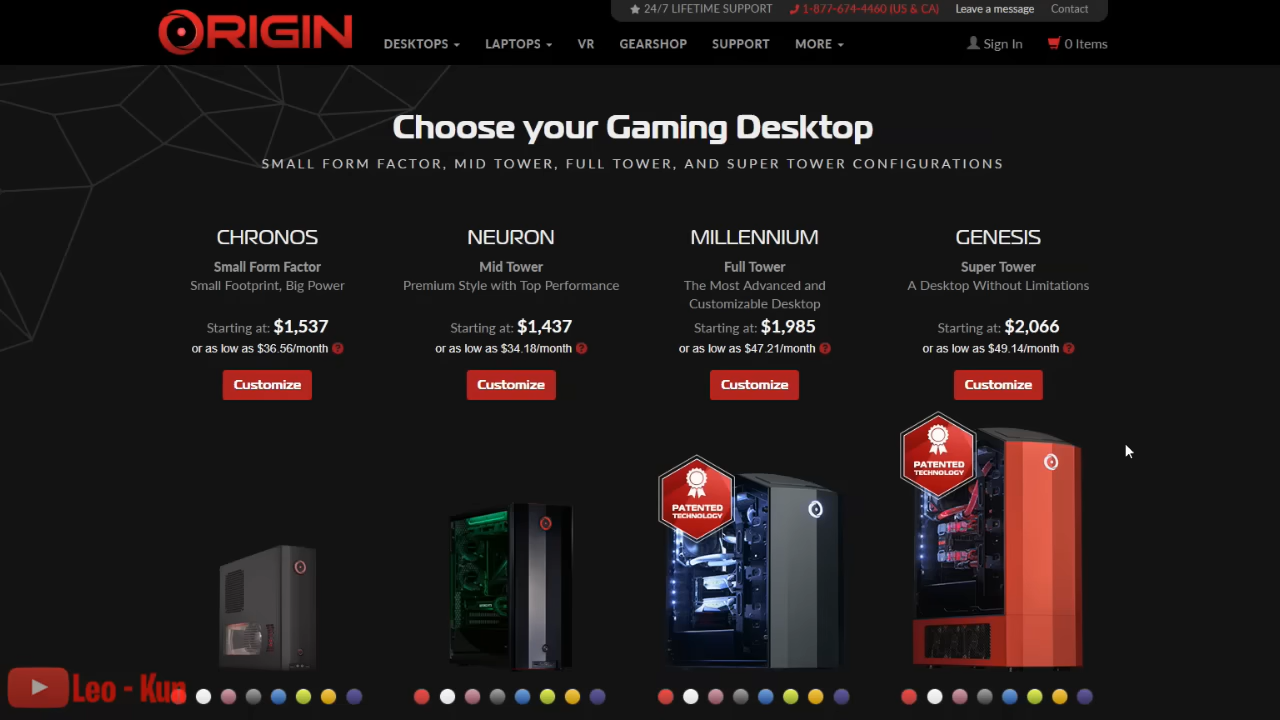 24/7 LIFETIME SUPPORT 1-877-674-4460 (US & CA) Leave a message Contact
ORIGIN
DESKTOPS LAPTOPS VR GEARSHOP SUPPORT MORE Sign In 0 Items
Choose your Gaming Desktop
SMALL FORM FACTOR, MID TOWER, FULL TOWER, AND SUPER TOWER CONFIGURATIONS
CHRONOS
Small Form Factor
Small Footprint, Big Power
Starting at: $1,537
or as low as $36.56/month ?
Customize
NEURON
Mid Tower
Premium Style with Top Performance
Starting at: $1,437
or as low as $34.18/month ?
Customize
MILLENNIUM
Full Tower
The Most Advanced and
Customizable Desktop
Starting at: $1,985
or as low as $47.21/month ?
Customize
PATENTED
TECHNOLOGY
GENESIS
Super Tower
A Desktop Without Limitations
Starting at: $2,066
or as low as $49.14/month ?
Customize
PATENTED
TECHNOLOGY
Leo - Kun